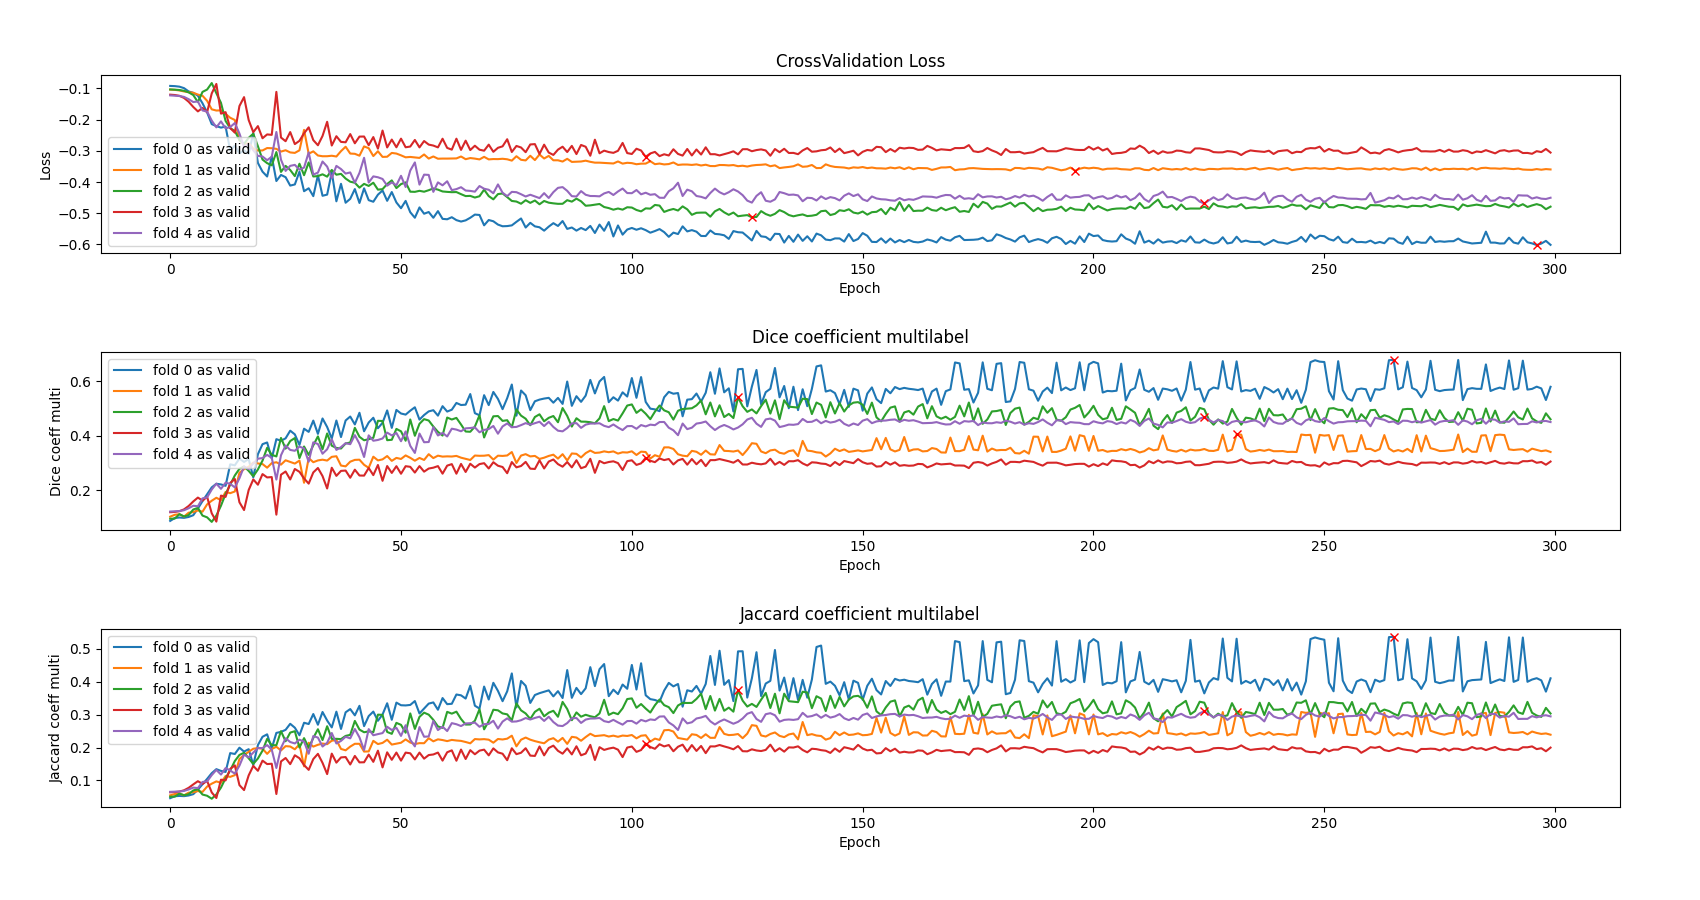 CrossValidation Loss
−0.1
−0.2
−0.3
−0.4
−0.5
−0.6
Loss
fold 0 as valid
fold 1 as valid
fold 2 as valid
fold 3 as valid
fold 4 as valid
0 50 100 150 200 250 300
Epoch
Dice coefficient multilabel
0.6
0.4
0.2
Dice coeff multi
fold 0 as valid
fold 1 as valid
fold 2 as valid
fold 3 as valid
fold 4 as valid
0 50 100 150 200 250 300
Epoch
Jaccard coefficient multilabel
0.5
0.4
0.3
0.2
0.1
Jaccard coeff multi
fold 0 as valid
fold 1 as valid
fold 2 as valid
fold 3 as valid
fold 4 as valid
0 50 100 150 200 250 300
Epoch